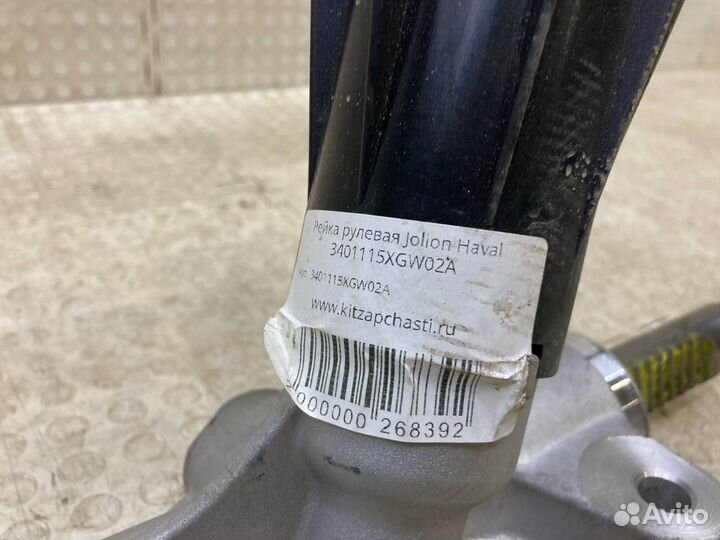 Рейка рулевая Jolion Haval
3401115XGW02A
3401115XGW02A
www.kitzapchasti.ru
2000000 268392
Avito